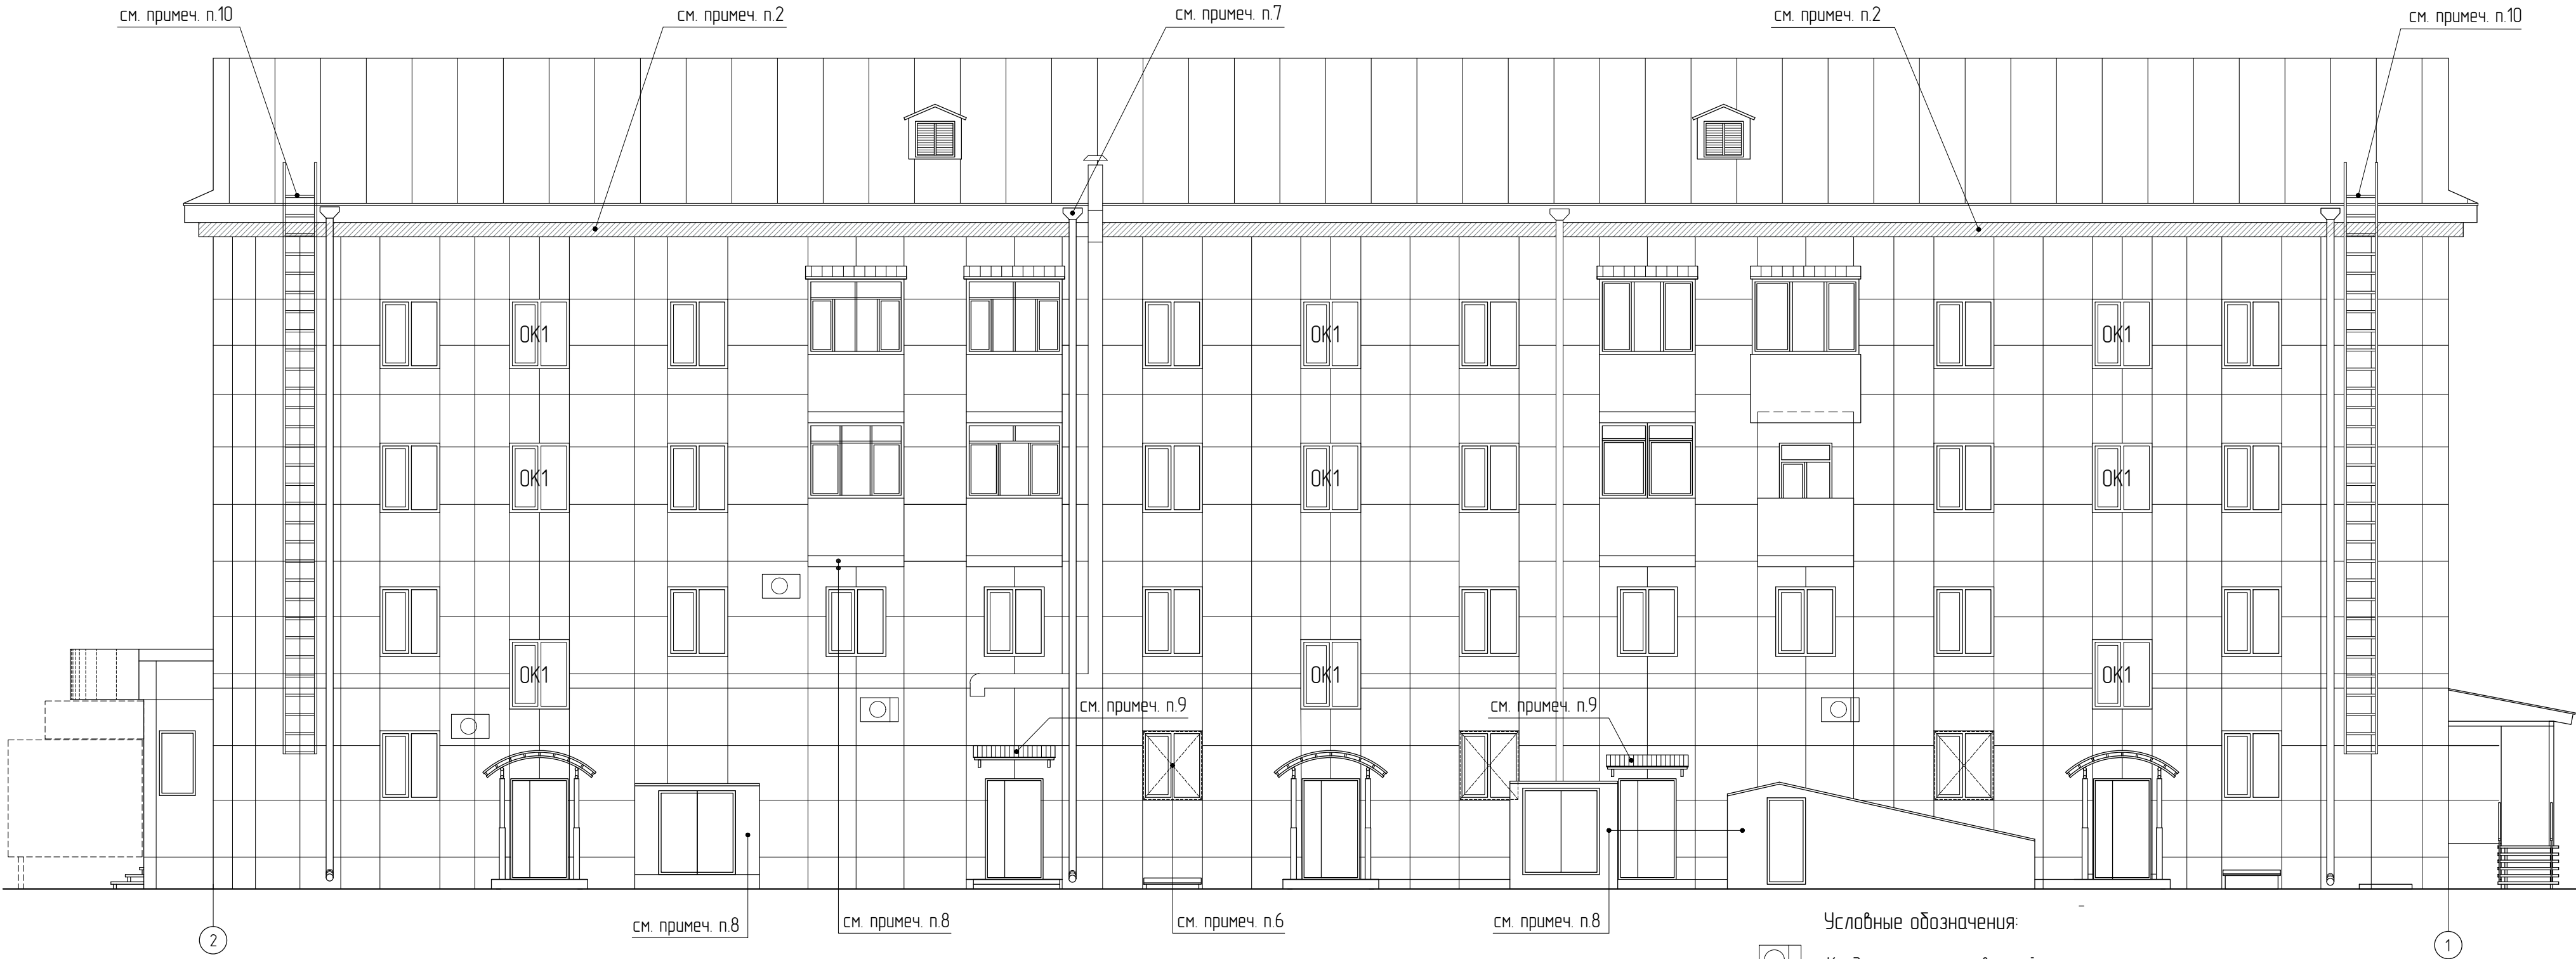 см. примеч. п.10
см. примеч. п.2
см. примеч. п.7
см. примеч. п.2
см. примеч. п.10
ОК1
ОК1
ОК1
ОК1
ОК1
ОК1
ОК1
ОК1
ОК1
см. примеч. п.9
см. примеч. п.9
см. примеч. п.8
см. примеч. п.8
см. примеч. п.6
см. примеч. п.8
Условные обозначения:
2
1